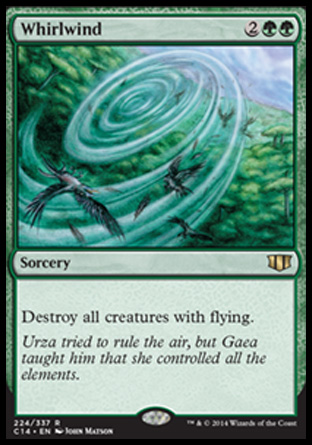 Whirlwind 2
Sorcery
Destroy all creatures with flying.
Urza tried to rule the air, but Gaea
taught him that she controlled all the
elements.
224/337 R
C14 • EN JOHN MATSON
™ & © 2014 Wizards of the Coast